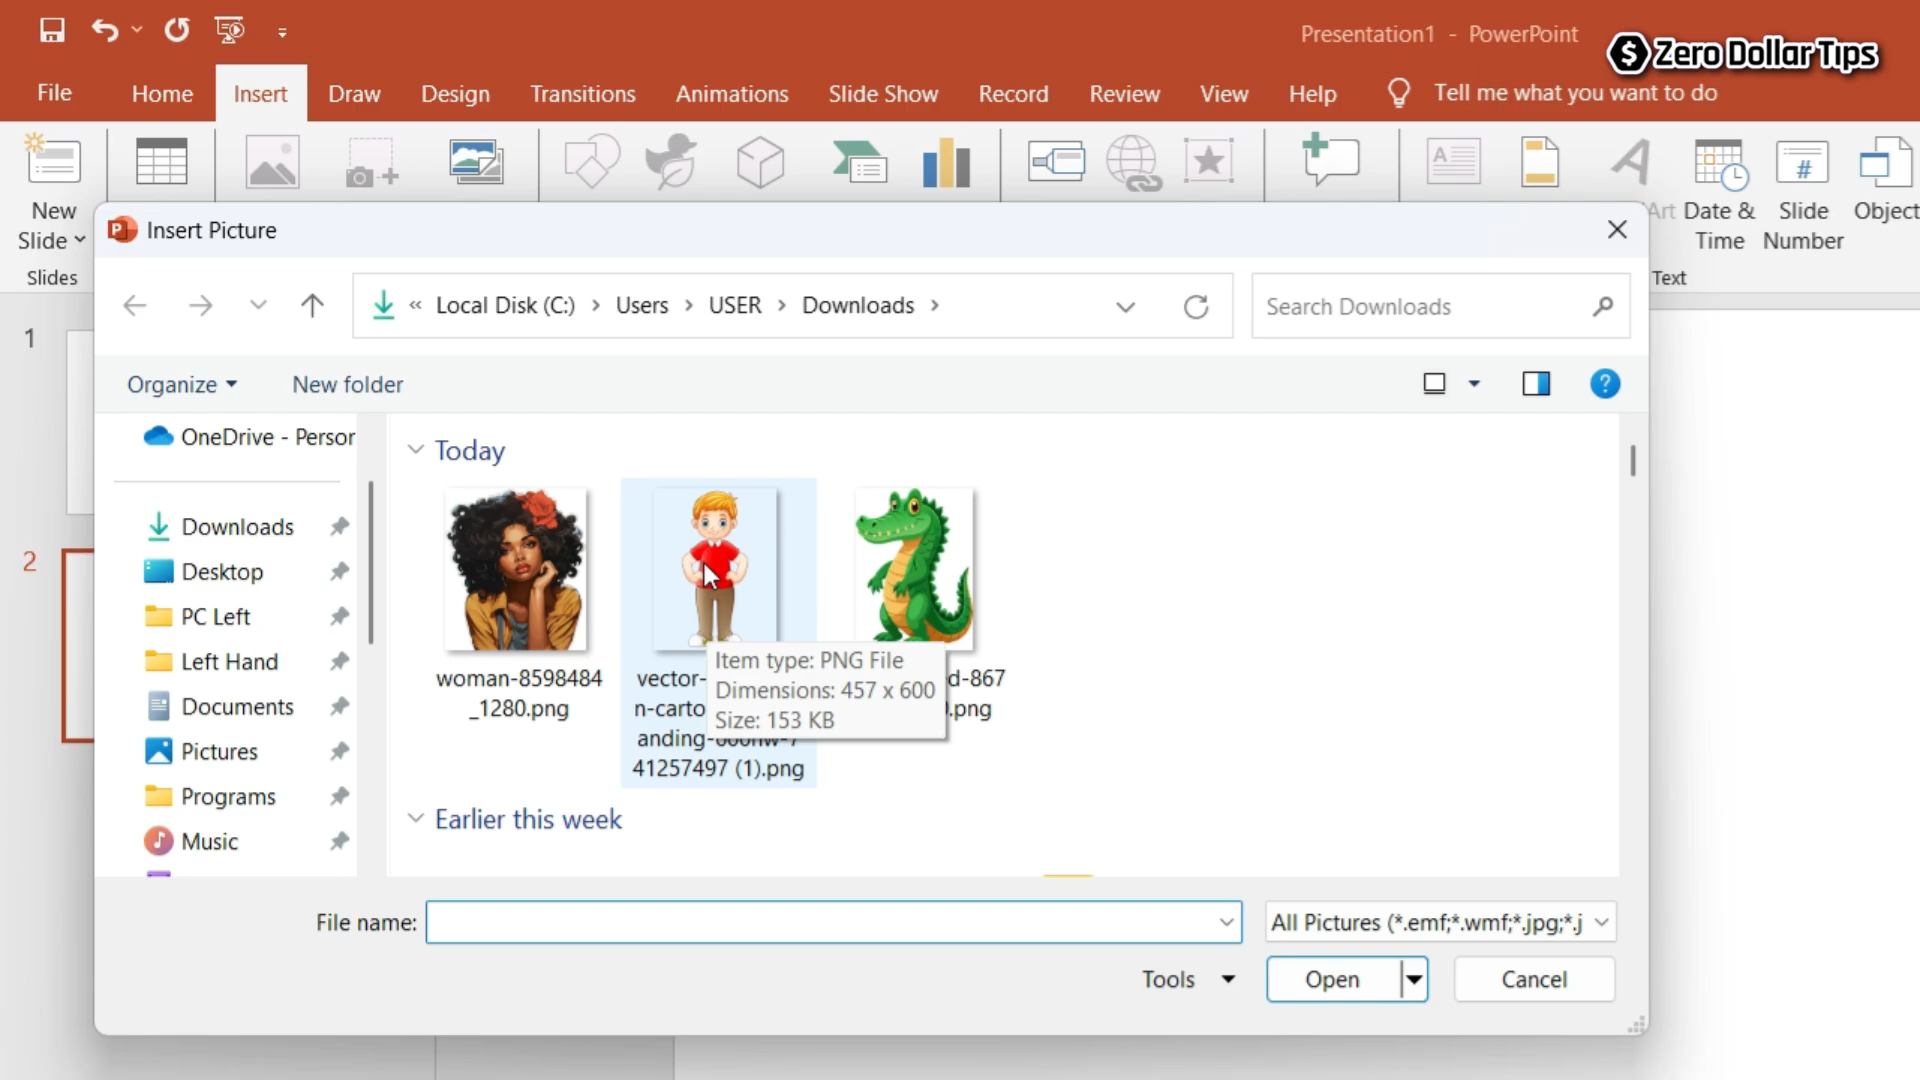 Presentation1 - PowerPoint
$ Zero Dollar Tips
File Home Insert Draw Design Transitions Animations Slide Show Record Review View Help Tell me what you want to do
New
Slide
Slides
Art
Date &
Time
Slide
Number
Object
Text
1
2
Insert Picture
« Local Disk (C:) › Users › USER › Downloads ›
Search Downloads
Organize
New folder
OneDrive - Person
Downloads
Desktop
PC Left
Left Hand
Documents
Pictures
Programs
Music
Today
woman-8598484
_1280.png
vector-
n-carto
anding-
41257497 (1).png
d-867
.png
Item type: PNG File
Dimensions: 457 x 600
Size: 153 KB
Earlier this week
File name:
All Pictures (*.emf;*.wmf;*.jpg;*.j
Tools
Open
Cancel